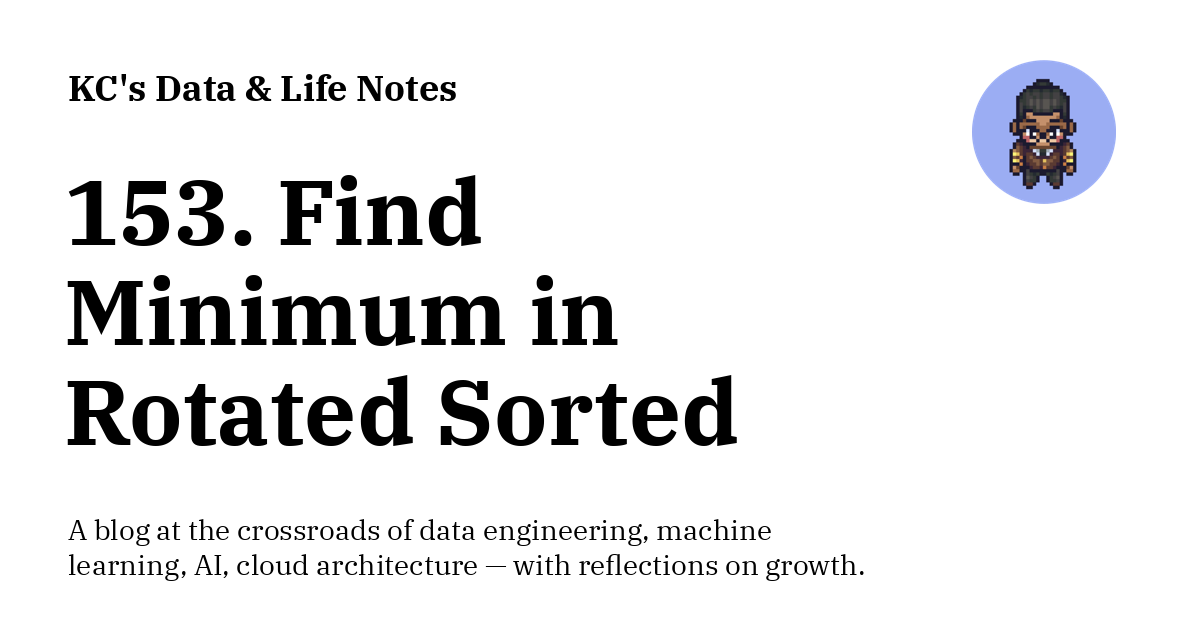 KC's Data & Life Notes
153. Find
Minimum in
Rotated Sorted
A blog at the crossroads of data engineering, machine
learning, AI, cloud architecture — with reflections on growth.